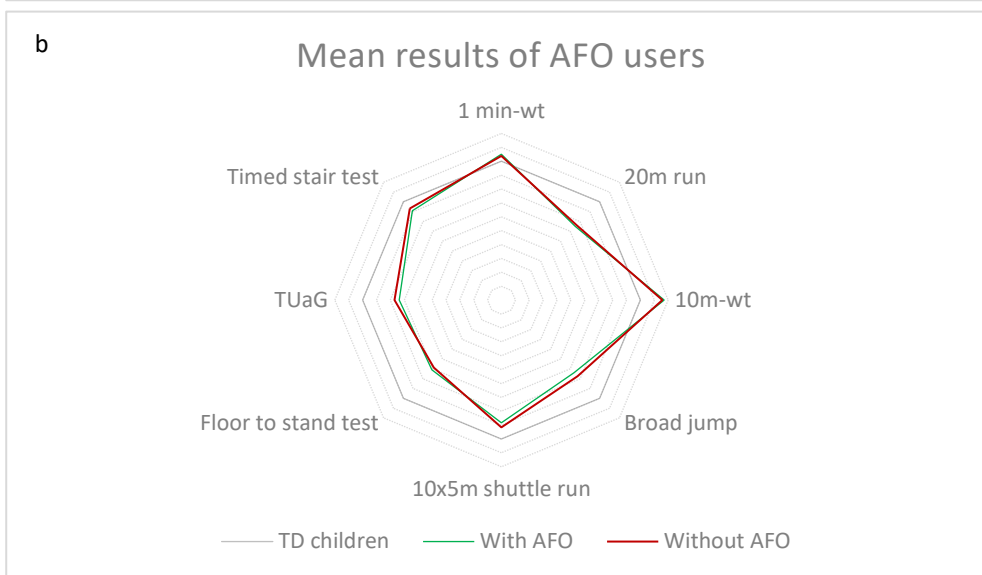 b
Mean results of AFO users
1 min-wt
Timed stair test
20m run
TUaG
10m-wt
Floor to stand test
Broad jump
10x5m shuttle run
TD children
With AFO
Without AFO